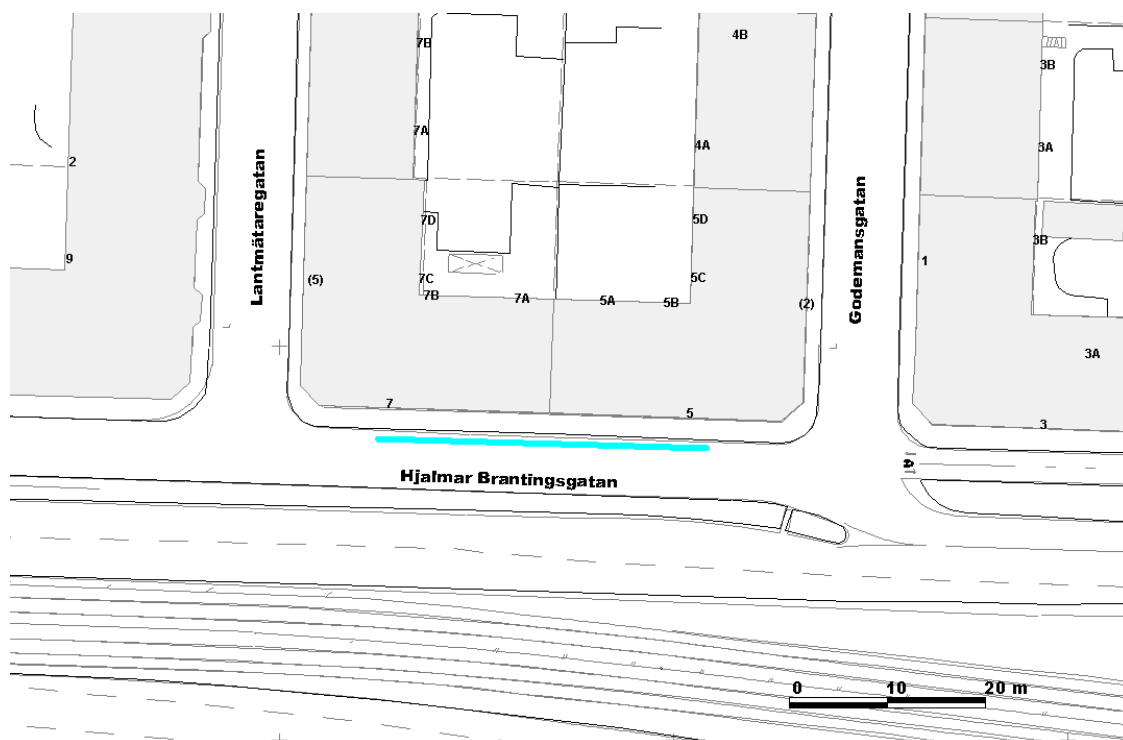 4B
7B
3B
7A
4A
3A
2
Lantmätaregatan
Godemansgatan
7D
5D
3B
9
1
(5)
7C
5C
7B
7A
5A
5B
(2)
3A
7
5
3
Hjalmar Brantingsgatan
0 10 20 m